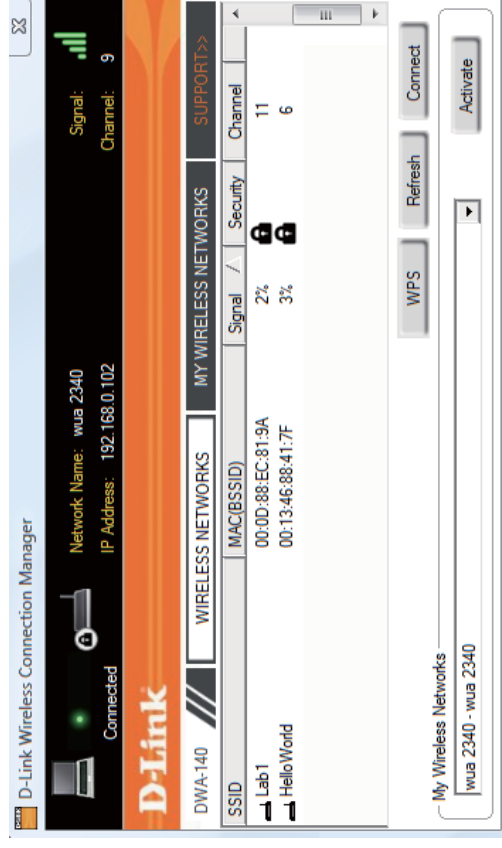 D-Link Wireless Connection Manager
Connected
Network Name: wua 2340
Signal:
IP Address: 192.168.0.102
Channel: 9
D-Link
DWA-140
WIRELESS NETWORKS
MY WIRELESS NETWORKS
SUPPORT>>
SSID MAC(BSSID) Signal Security Channel
Lab1 00:0D:88:EC:81:9A 2% 11
HelloWorld 00:13:46:88:41:7F 3% 6
WPS Refresh Connect
My Wireless Networks
wua 2340 - wua 2340
Activate